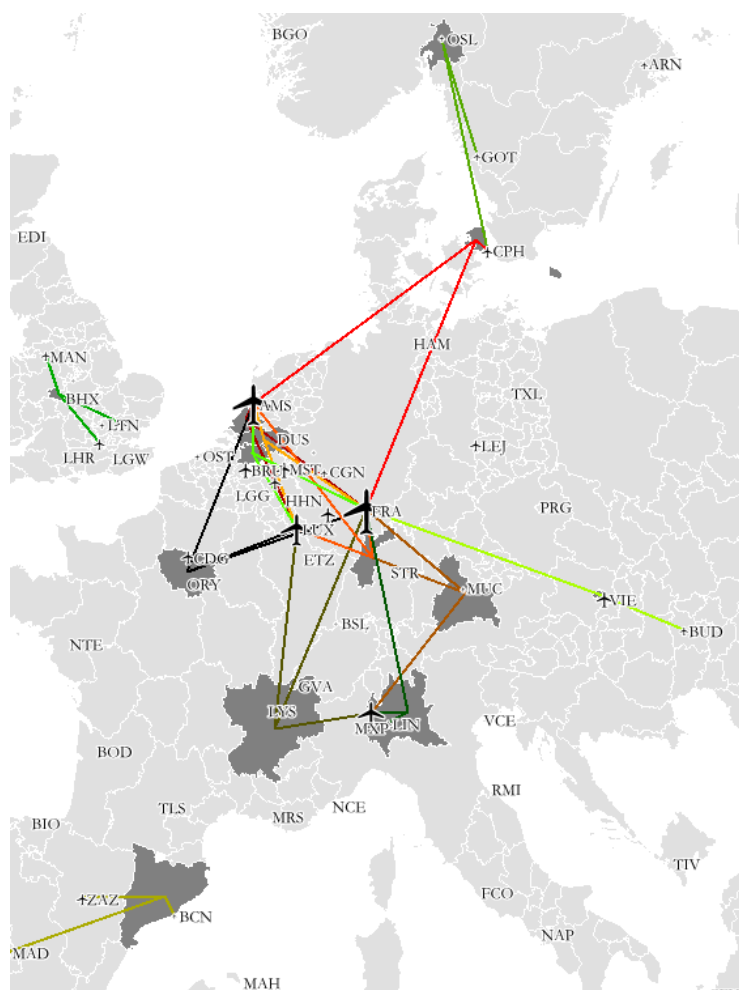 BGO
OSL
ARN
GOT
EDI
CPH
HAM
MAN
TXL
BHX
AMS
LTN
DUS
LEJ
LHR
LGW
OST
BRU
MST
CGN
LGG
HHN
PRG
FRA
LUX
CDG
ETZ
STR
ORY
MUC
VIE
BSL
BUD
NTE
GVA
LYS
VCE
MXP
LIN
BOD
RMI
TLS
NCE
MRS
BIO
TIV
FCO
ZAZ
BCN
NAP
MAD
MAH